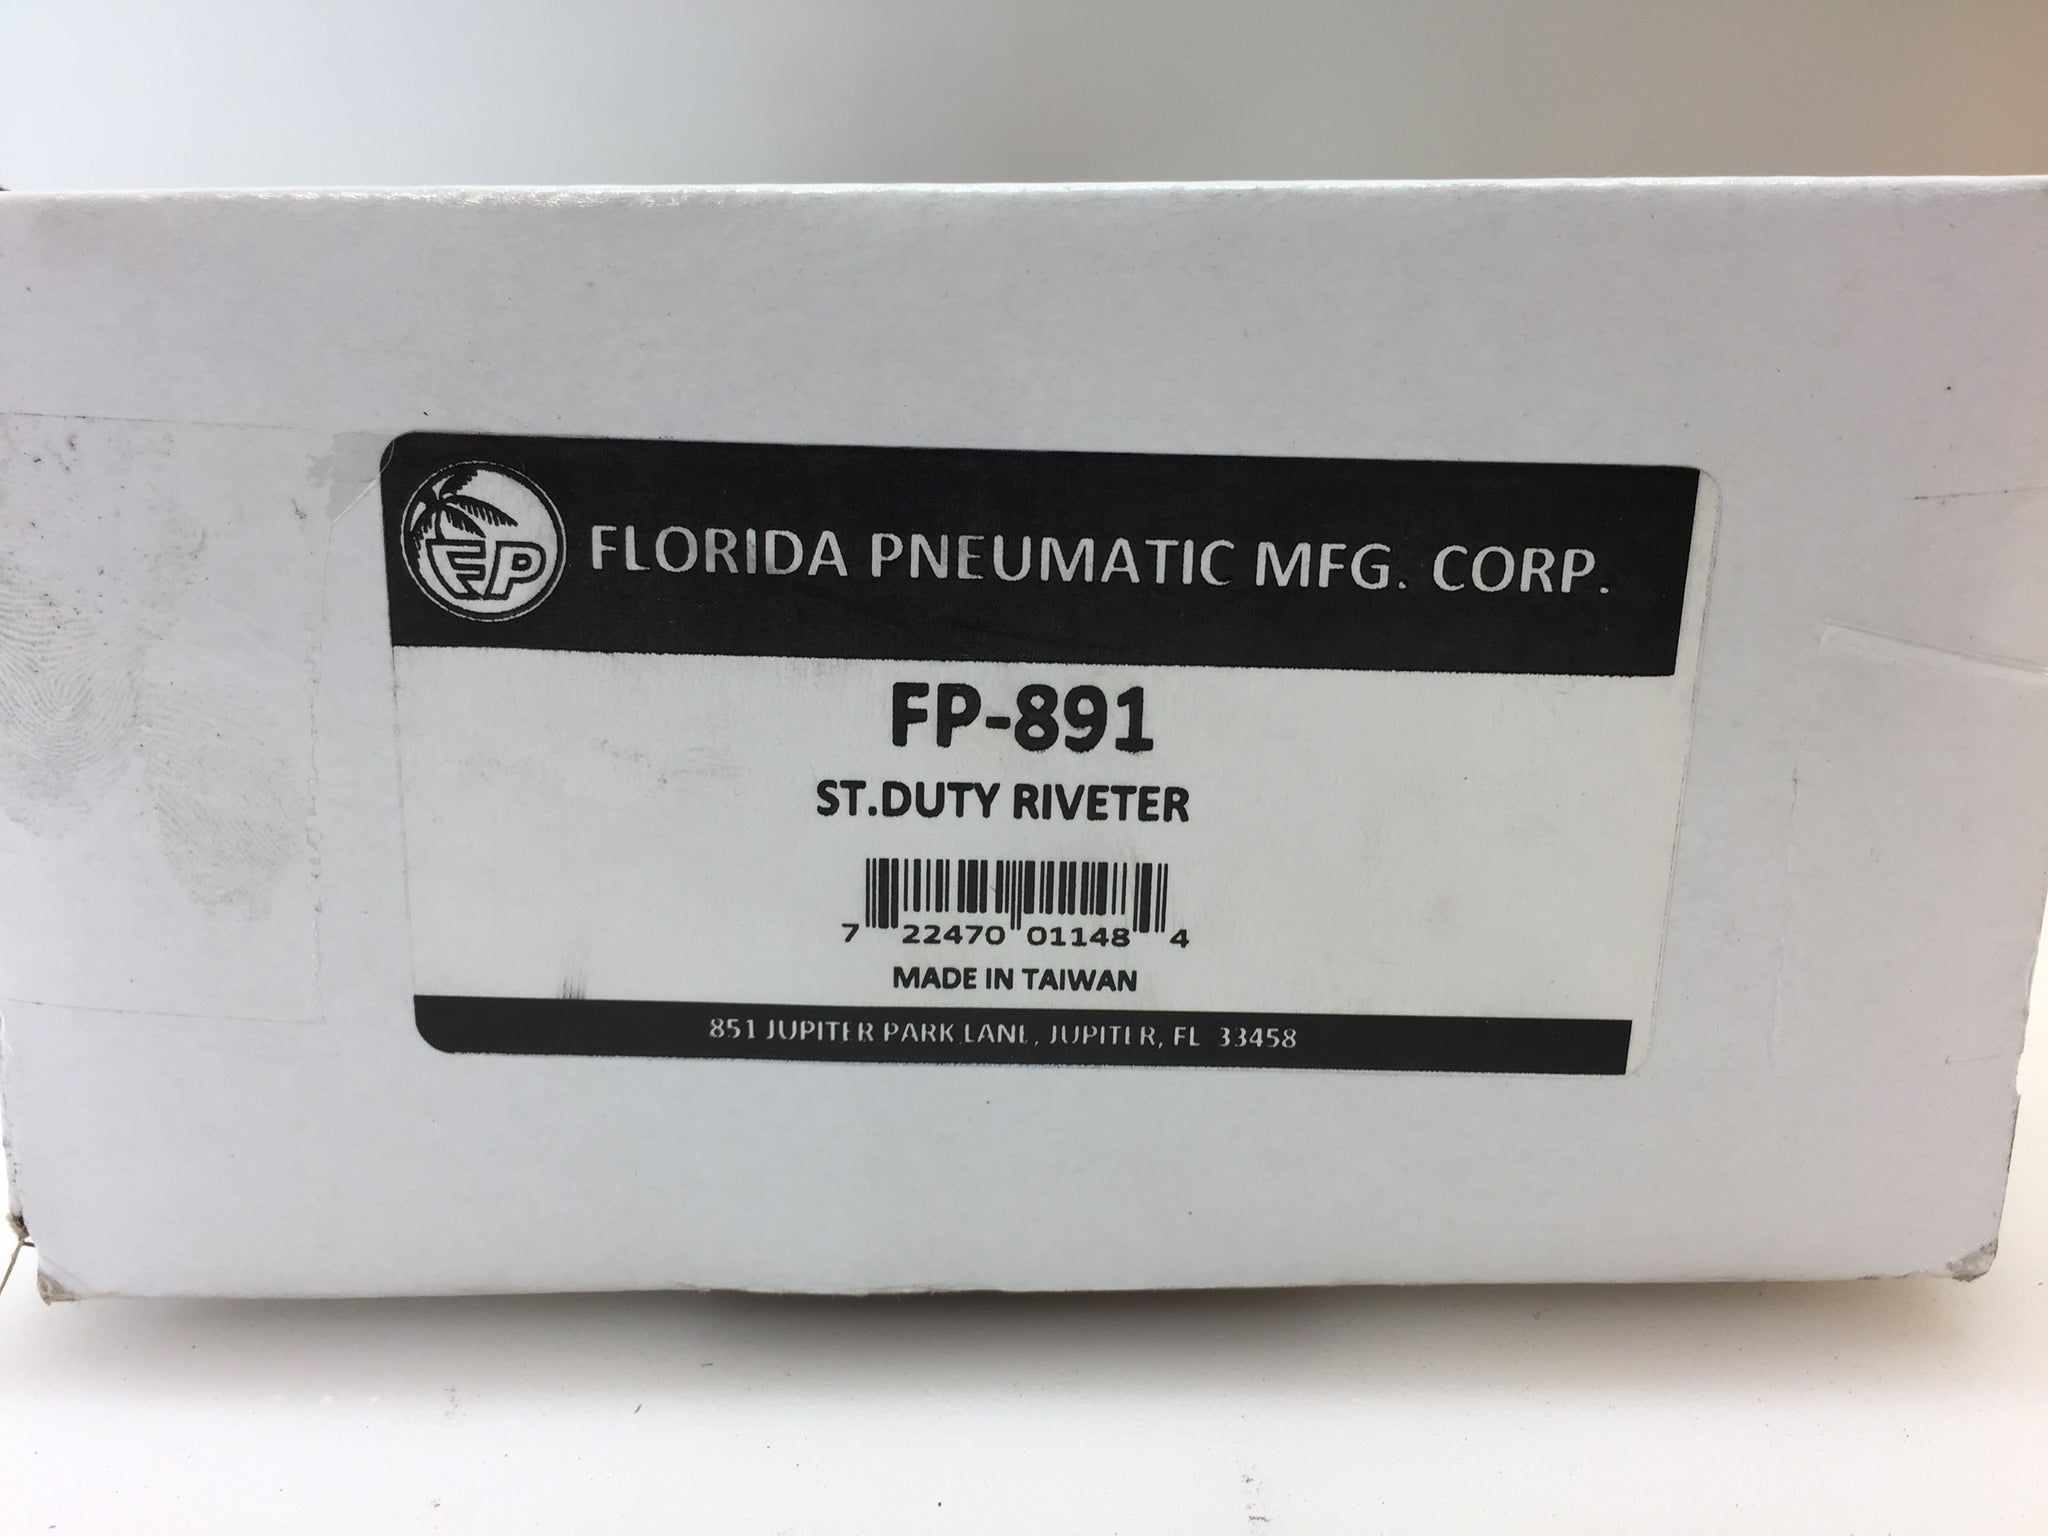 FP FLORIDA PNEUMATIC MFG. CORP.
FP-891
ST.DUTY RIVETER
7 22470 01148 4
MADE IN TAIWAN
851 JUPITER PARK LANE, JUPITER, FL 33458